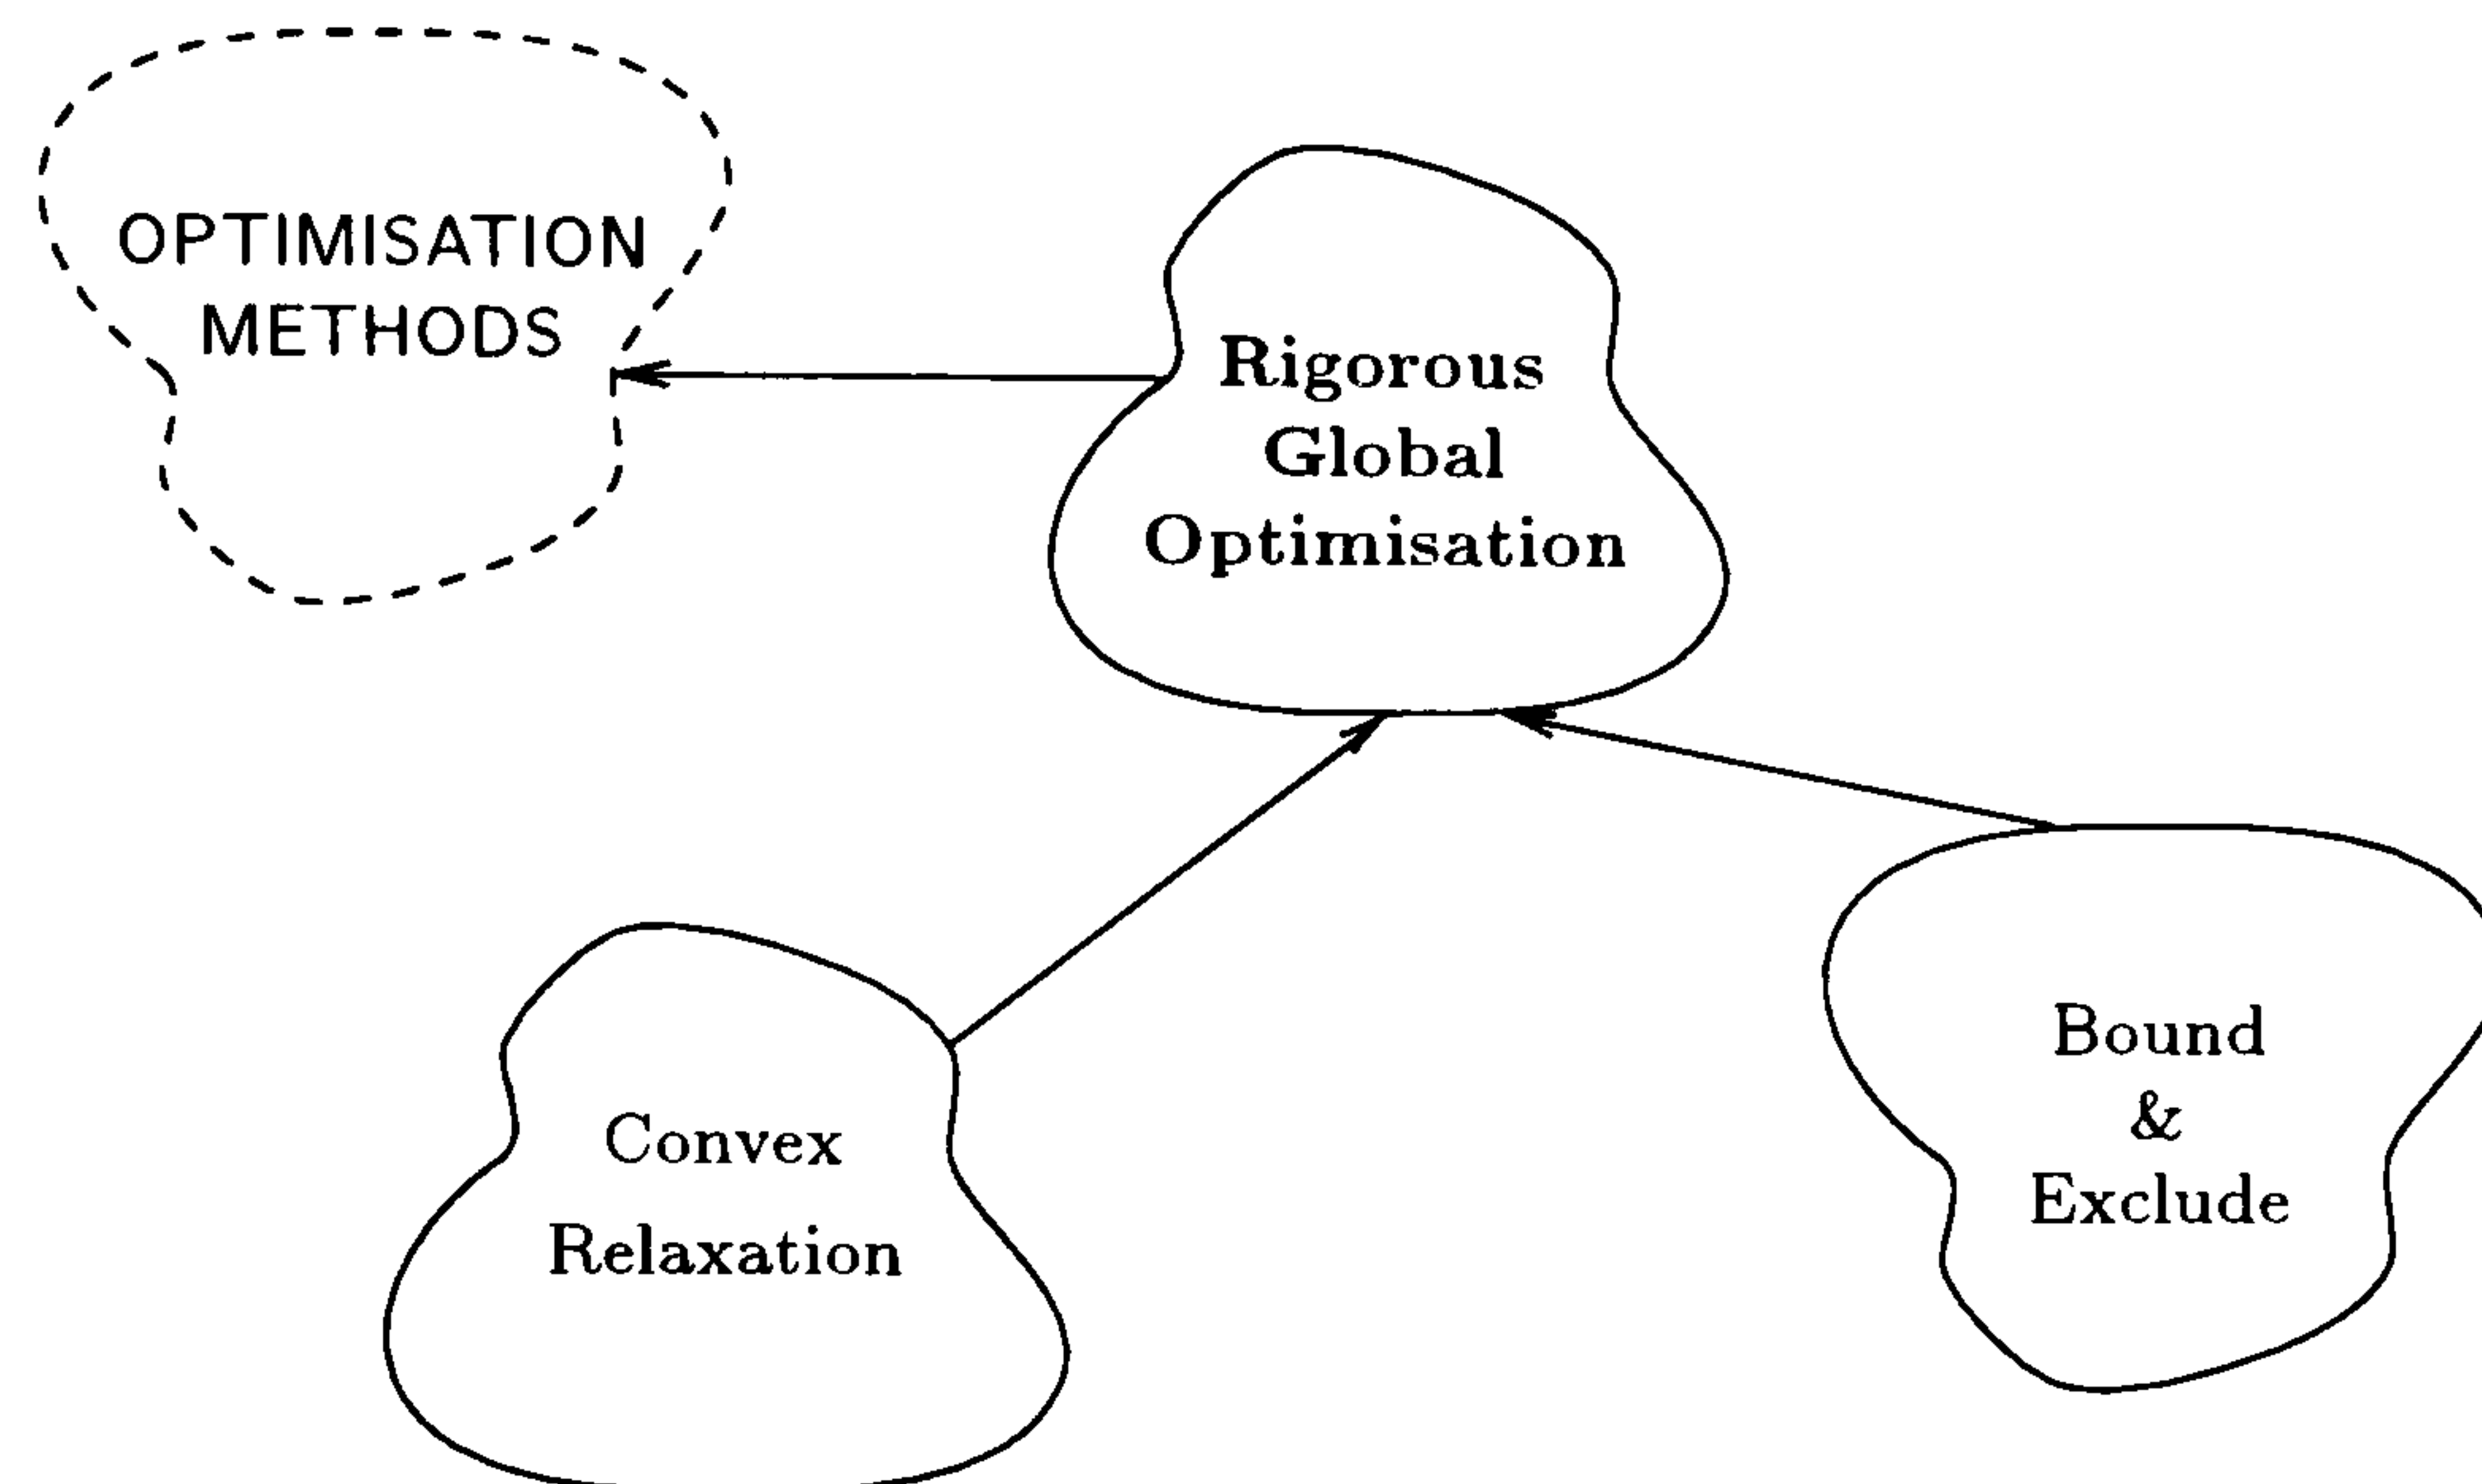 OPTIMISATION
METHODS
Rigorous
Global
Optimisation
Convex
Relaxation
Bound
&
Exclude